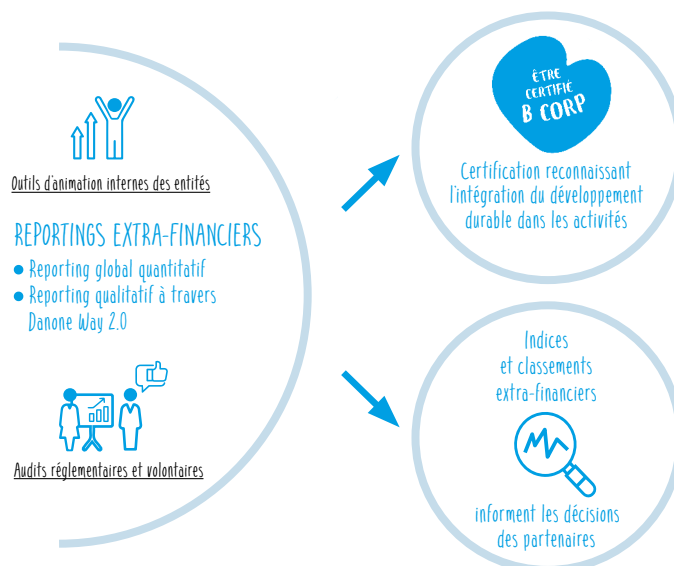 Outils d'animation internes des entités
REPORTINGS EXTRA-FINANCIERS
● Reporting global quantitatif
● Reporting qualitatif à travers
Danone Way 2.0
Audits réglementaires et volontaires
ÊTRE
CERTIFIÉ
B CORP
Certification reconnaissant
l'intégration du développement
durable dans les activités
Indices
et classements
extra-financiers
informent les décisions
des partenaires